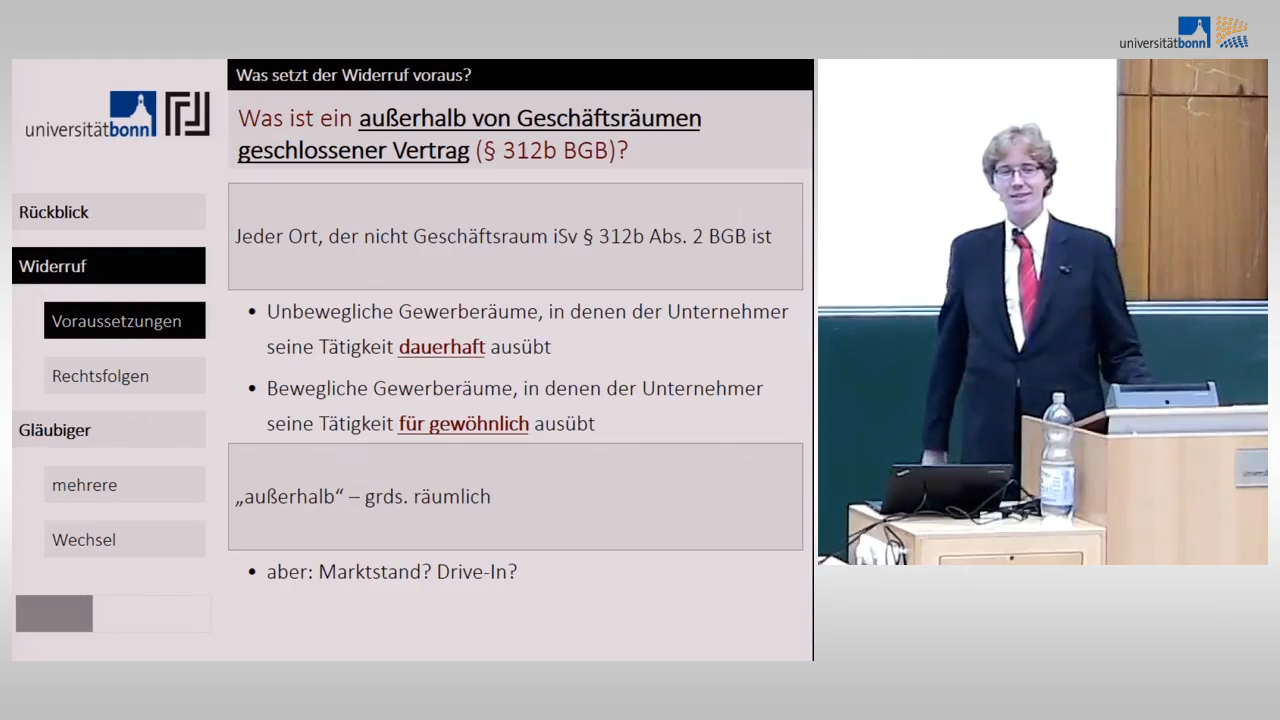 universitätbonn
Was setzt der Widerruf voraus?
universitätbonn
Was ist ein außerhalb von Geschäftsräumen
geschlossener Vertrag (§ 312b BGB)?
Rückblick
Widerruf
Voraussetzungen
Rechtsfolgen
Gläubiger
mehrere
Wechsel
Jeder Ort, der nicht Geschäftsraum iSv § 312b Abs. 2 BGB ist
• Unbewegliche Gewerberäume, in denen der Unternehmer
seine Tätigkeit dauerhaft ausübt
• Bewegliche Gewerberäume, in denen der Unternehmer
seine Tätigkeit für gewöhnlich ausübt
„außerhalb“ – grds. räumlich
• aber: Marktstand? Drive-In?